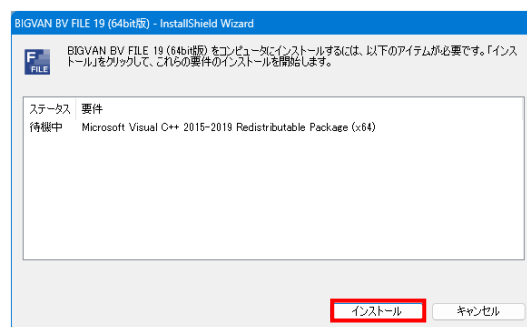 BIGVAN BV FILE 19 (64bit版) - InstallShield Wizard
F
FILE
BIGVAN BV FILE 19 (64bit版) をコンピュータにインストールするには、以下のアイテムが必要です。「インス
トール」をクリックして、これらの要件のインストールを開始します。
ステータス 要件
待機中 Microsoft Visual C++ 2015-2019 Redistributable Package (x64)
インストール キャンセル